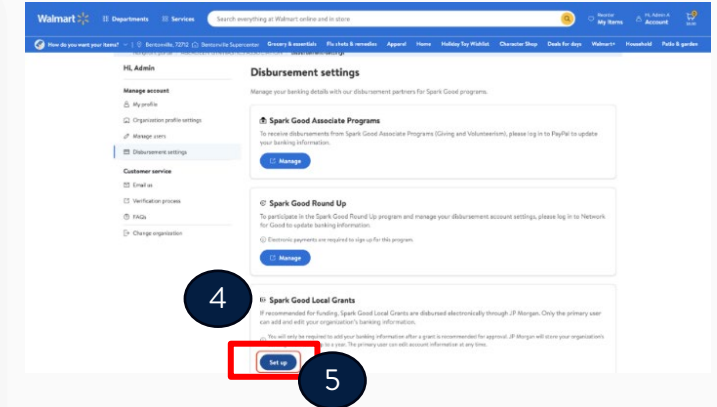 Walmart Departments Services Search everything at Walmart online and in store Reorder My Items Hi, Admin A Account
How do you want your items? Bentonville, 72712 Bentonville Supercenter Grocery & essentials Flu shots & remedies Apparel Home Holiday Toy Wishlist Character Shop Deals for days Walmart+ Household Patio & garden
Hi, Admin
Manage account
My profile
Organization profile settings
Manage users
Disbursement settings
Customer service
Email us
Verification process
FAQs
Change organization
Disbursement settings
Manage your banking details with our disbursement partners for Spark Good programs.
Spark Good Associate Programs
To receive disbursements from Spark Good Associate Programs (Giving and Volunteerism), please log in to PayPal to update
your banking information.
Manage
Spark Good Round Up
To participate in the Spark Good Round Up program and manage your disbursement account settings, please log in to Network
for Good to update banking information.
Electronic payments are required to sign up for this program.
Manage
4
Spark Good Local Grants
If recommended for funding, Spark Good Local Grants are disbursed electronically through JP Morgan. Only the primary user
can add and edit your organization's banking information.
You will only be required to add your banking information after a grant is recommended for approval. JP Morgan will store your organization's
to a year. The primary user can edit account information at any time.
Set up
5